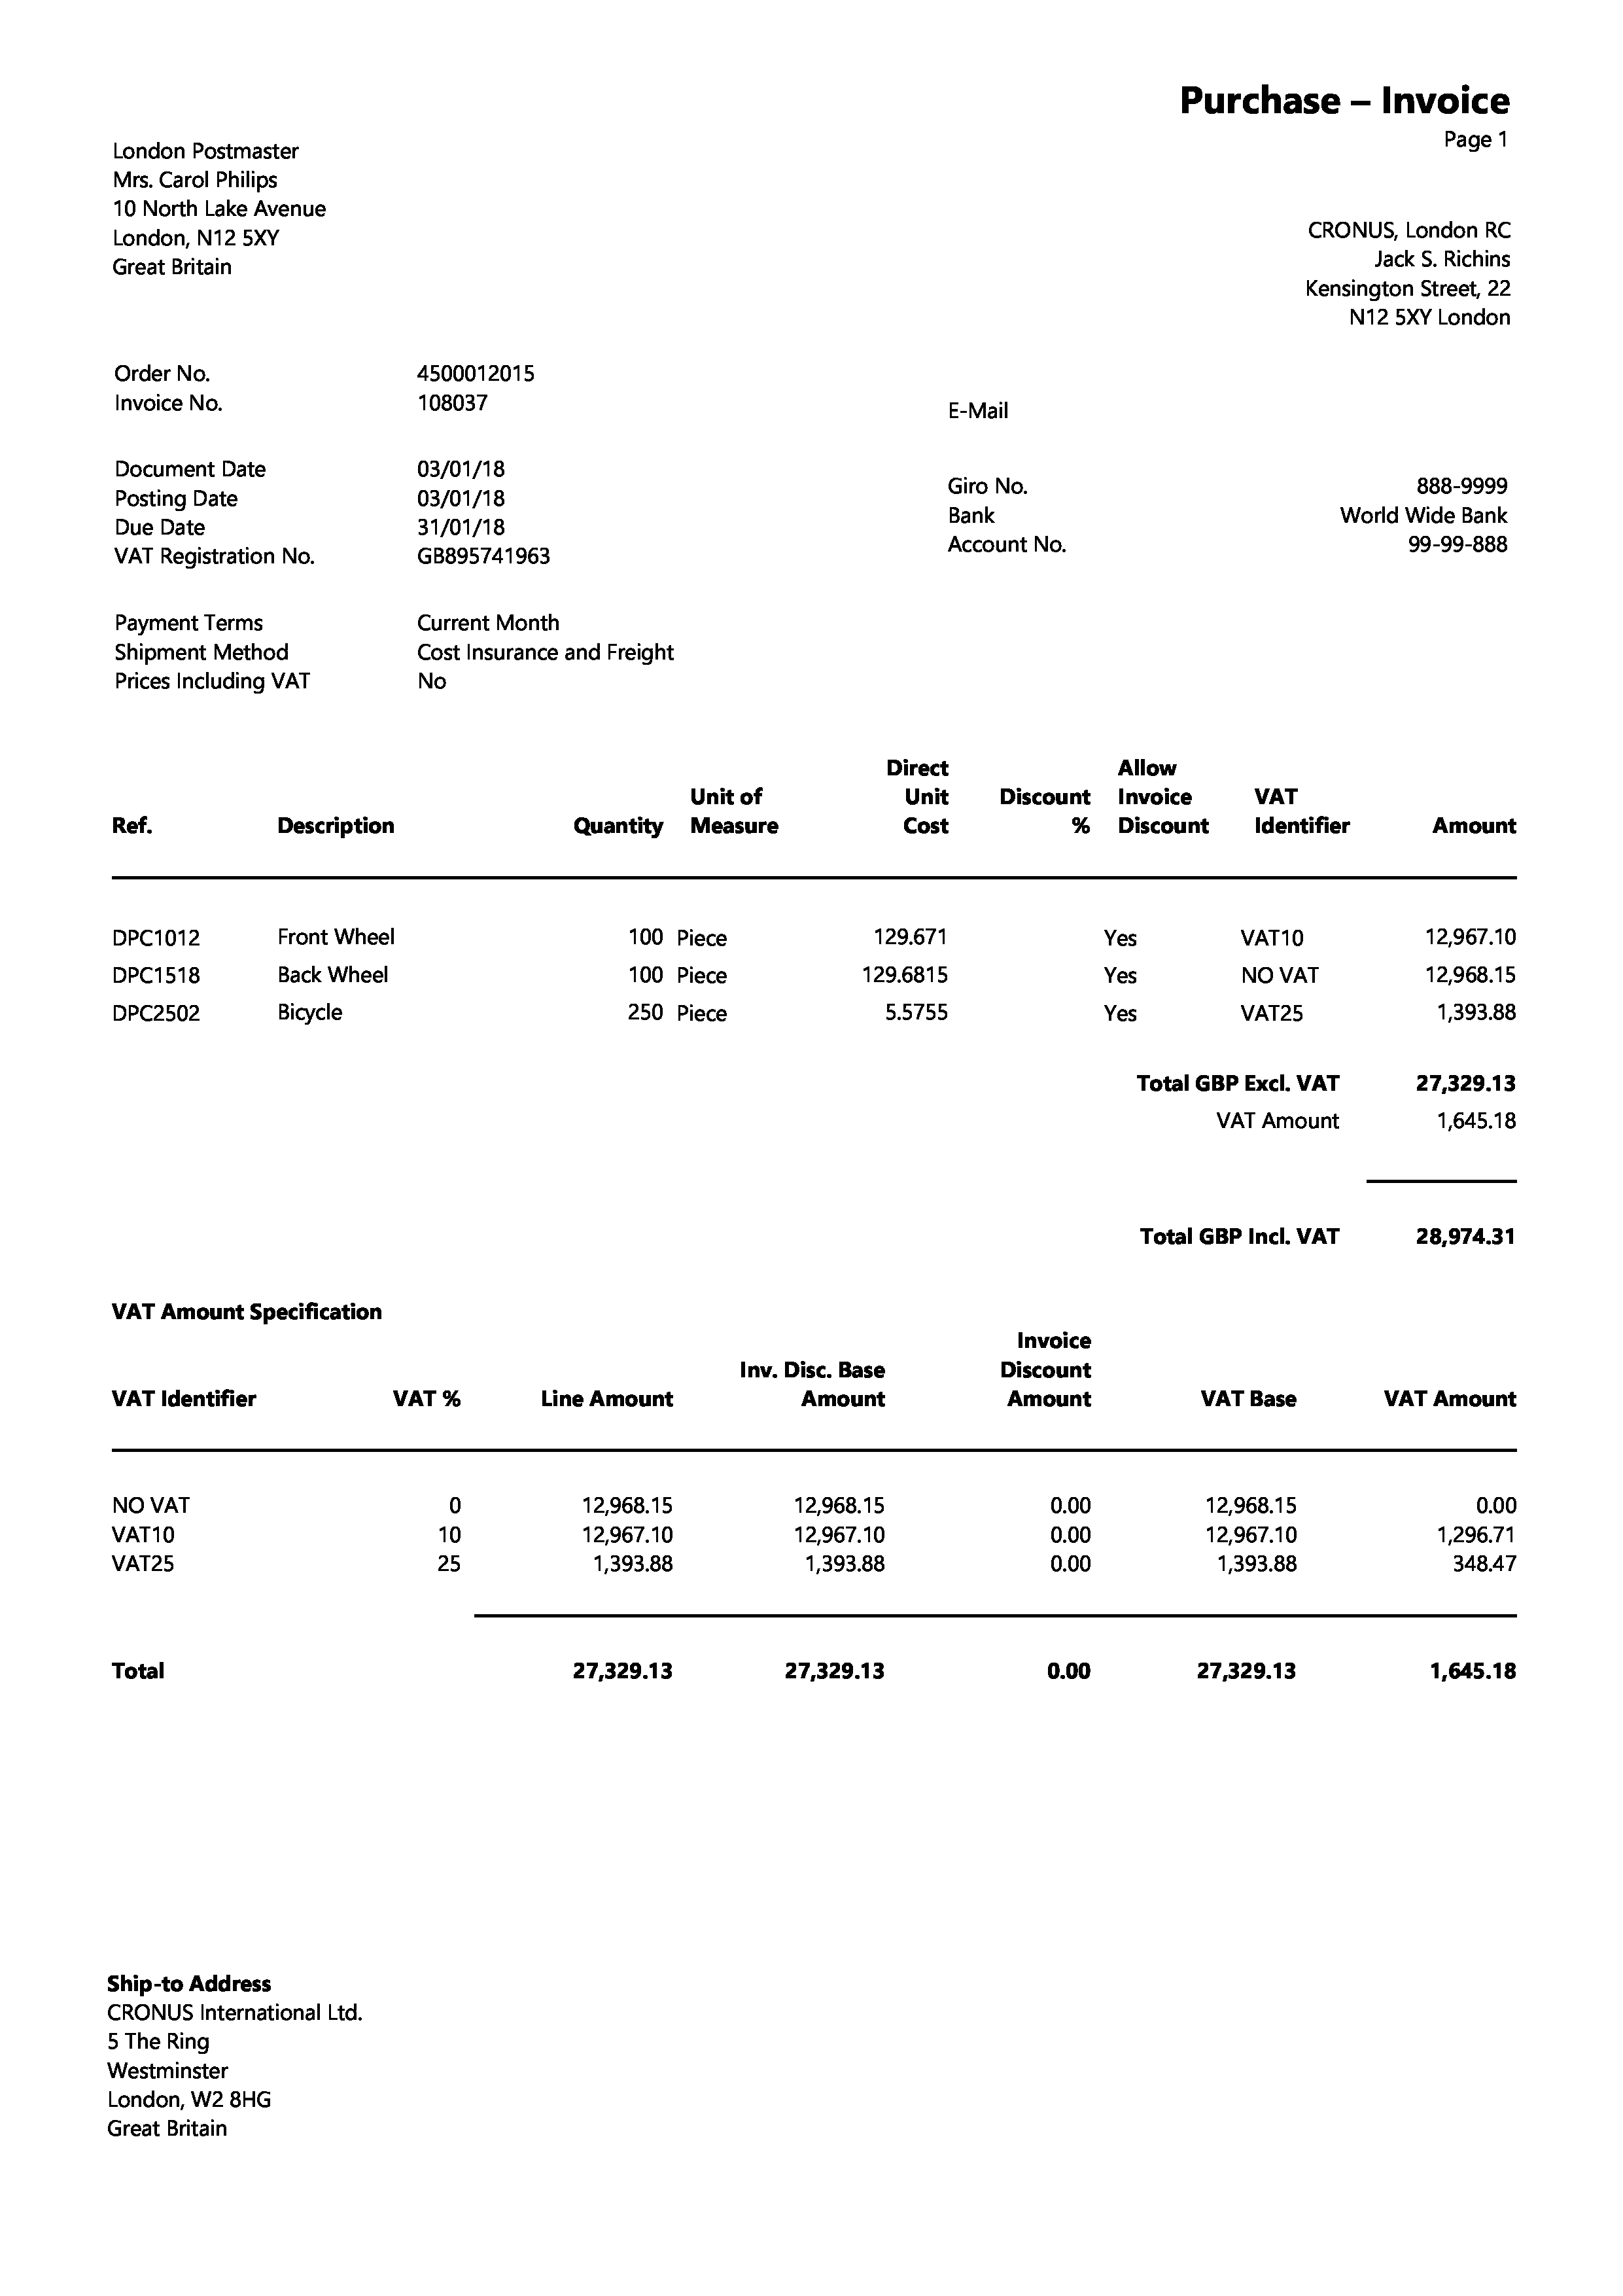 Purchase – Invoice
Page 1
London Postmaster
Mrs. Carol Philips
10 North Lake Avenue
London, N12 5XY
Great Britain
CRONUS, London RC
Jack S. Richins
Kensington Street, 22
N12 5XY London
Order No. 4500012015
Invoice No. 108037
E-Mail
Document Date 03/01/18
Posting Date 03/01/18
Due Date 31/01/18
VAT Registration No. GB895741963
Giro No. 888-9999
Bank World Wide Bank
Account No. 99-99-888
Payment Terms Current Month
Shipment Method Cost Insurance and Freight
Prices Including VAT No
Direct Allow
Unit of Unit Discount Invoice VAT
Ref. Description Quantity Measure Cost % Discount Identifier Amount
DPC1012 Front Wheel 100 Piece 129.671 Yes VAT10 12,967.10
DPC1518 Back Wheel 100 Piece 129.6815 Yes NO VAT 12,968.15
DPC2502 Bicycle 250 Piece 5.5755 Yes VAT25 1,393.88
Total GBP Excl. VAT 27,329.13
VAT Amount 1,645.18
Total GBP Incl. VAT 28,974.31
VAT Amount Specification
Invoice
Inv. Disc. Base Discount
VAT Identifier VAT % Line Amount Amount Amount VAT Base VAT Amount
NO VAT 0 12,968.15 12,968.15 0.00 12,968.15 0.00
VAT10 10 12,967.10 12,967.10 0.00 12,967.10 1,296.71
VAT25 25 1,393.88 1,393.88 0.00 1,393.88 348.47
Total 27,329.13 27,329.13 0.00 27,329.13 1,645.18
Ship-to Address
CRONUS International Ltd.
5 The Ring
Westminster
London, W2 8HG
Great Britain